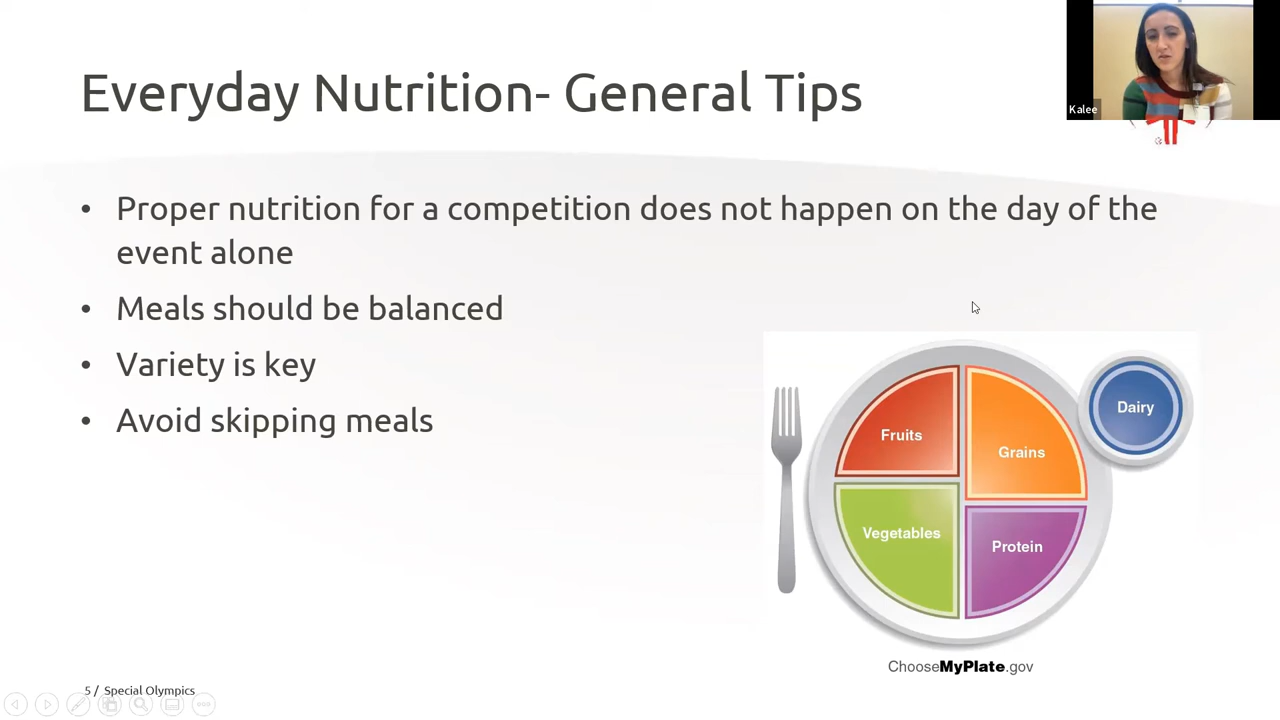 Everyday Nutrition- General Tips
Kalee
• Proper nutrition for a competition does not happen on the day of the
event alone
• Meals should be balanced
• Variety is key
• Avoid skipping meals
Fruits
Grains
Dairy
Vegetables
Protein
ChooseMyPlate.gov
5 / Special Olympics